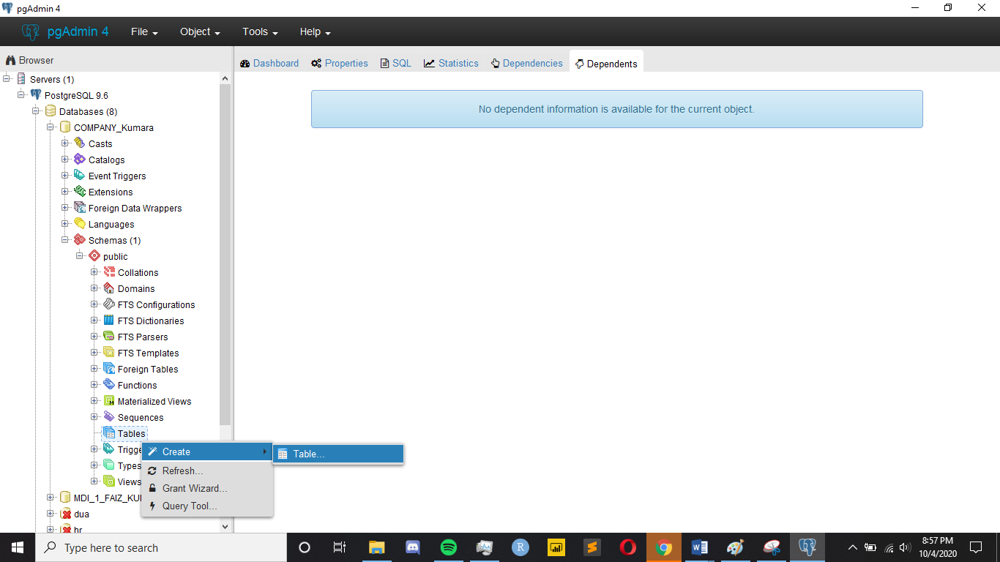 pgAdmin 4
pgAdmin 4 File Object Tools Help
Browser
Dashboard Properties SQL Statistics Dependencies Dependents
No dependent information is available for the current object.
Servers (1)
PostgreSQL 9.6
Databases (8)
COMPANY_Kumara
Casts
Catalogs
Event Triggers
Extensions
Foreign Data Wrappers
Languages
Schemas (1)
public
Collations
Domains
FTS Configurations
FTS Dictionaries
FTS Parsers
FTS Templates
Foreign Tables
Functions
Materialized Views
Sequences
Tables
Trigge
Types
Views
MDI_1_FAIZ_KU
dua
hr
Create
Refresh...
Grant Wizard...
Query Tool...
Table...
Type here to search
R
8:57 PM
10/4/2020